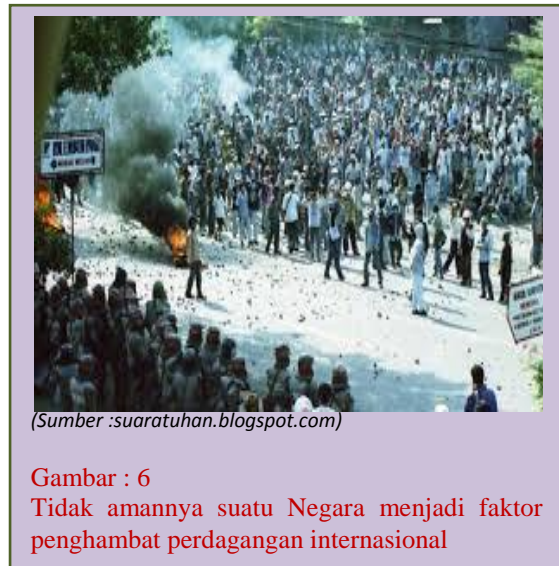 (Sumber :suaratuhan.blogspot.com)
Gambar : 6
Tidak amannya suatu Negara menjadi faktor
penghambat perdagangan internasional